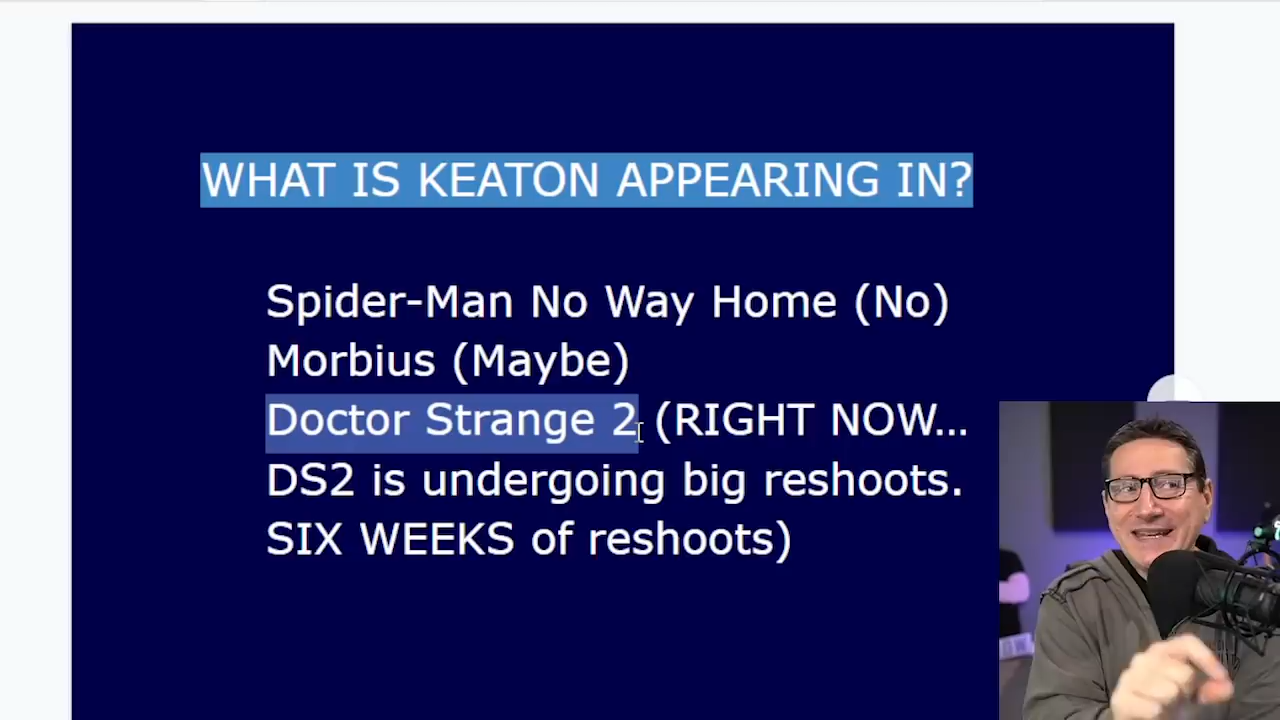 WHAT IS KEATON APPEARING IN?
Spider-Man No Way Home (No)
Morbius (Maybe)
Doctor Strange 2 (RIGHT NOW...
DS2 is undergoing big reshoots.
SIX WEEKS of reshoots)